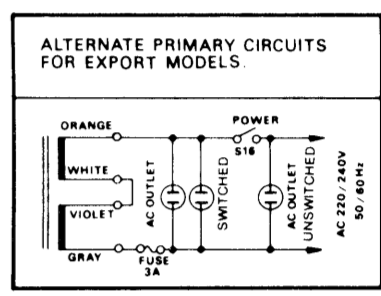 ALTERNATE PRIMARY CIRCUITS
FOR EXPORT MODELS.
ORANGE
WHITE
VIOLET
GRAY
FUSE
3A
AC OUTLET
SWITCHED
POWER
S16
AC OUTLET
UNSWITCHED
AC 220/240V
50/60Hz